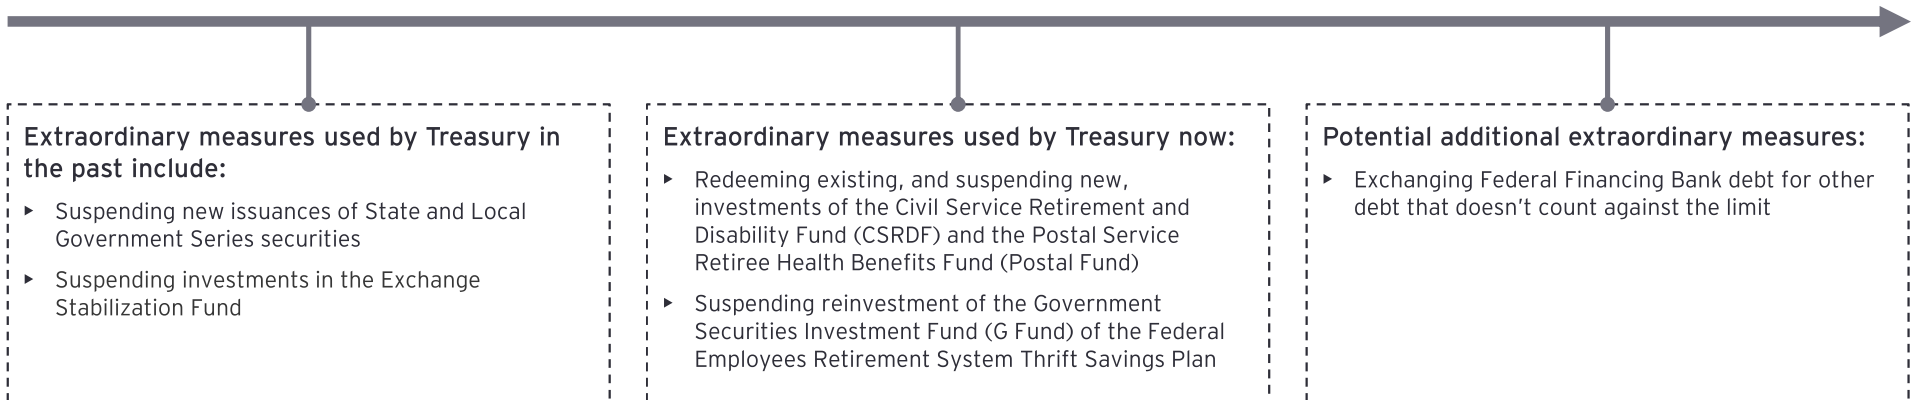 Extraordinary measures used by Treasury in
the past include:
▸ Suspending new issuances of State and Local
Government Series securities
▸ Suspending investments in the Exchange
Stabilization Fund
Extraordinary measures used by Treasury now:
▸ Redeeming existing, and suspending new,
investments of the Civil Service Retirement and
Disability Fund (CSRDF) and the Postal Service
Retiree Health Benefits Fund (Postal Fund)
▸ Suspending reinvestment of the Government
Securities Investment Fund (G Fund) of the Federal
Employees Retirement System Thrift Savings Plan
Potential additional extraordinary measures:
▸ Exchanging Federal Financing Bank debt for other
debt that doesn't count against the limit